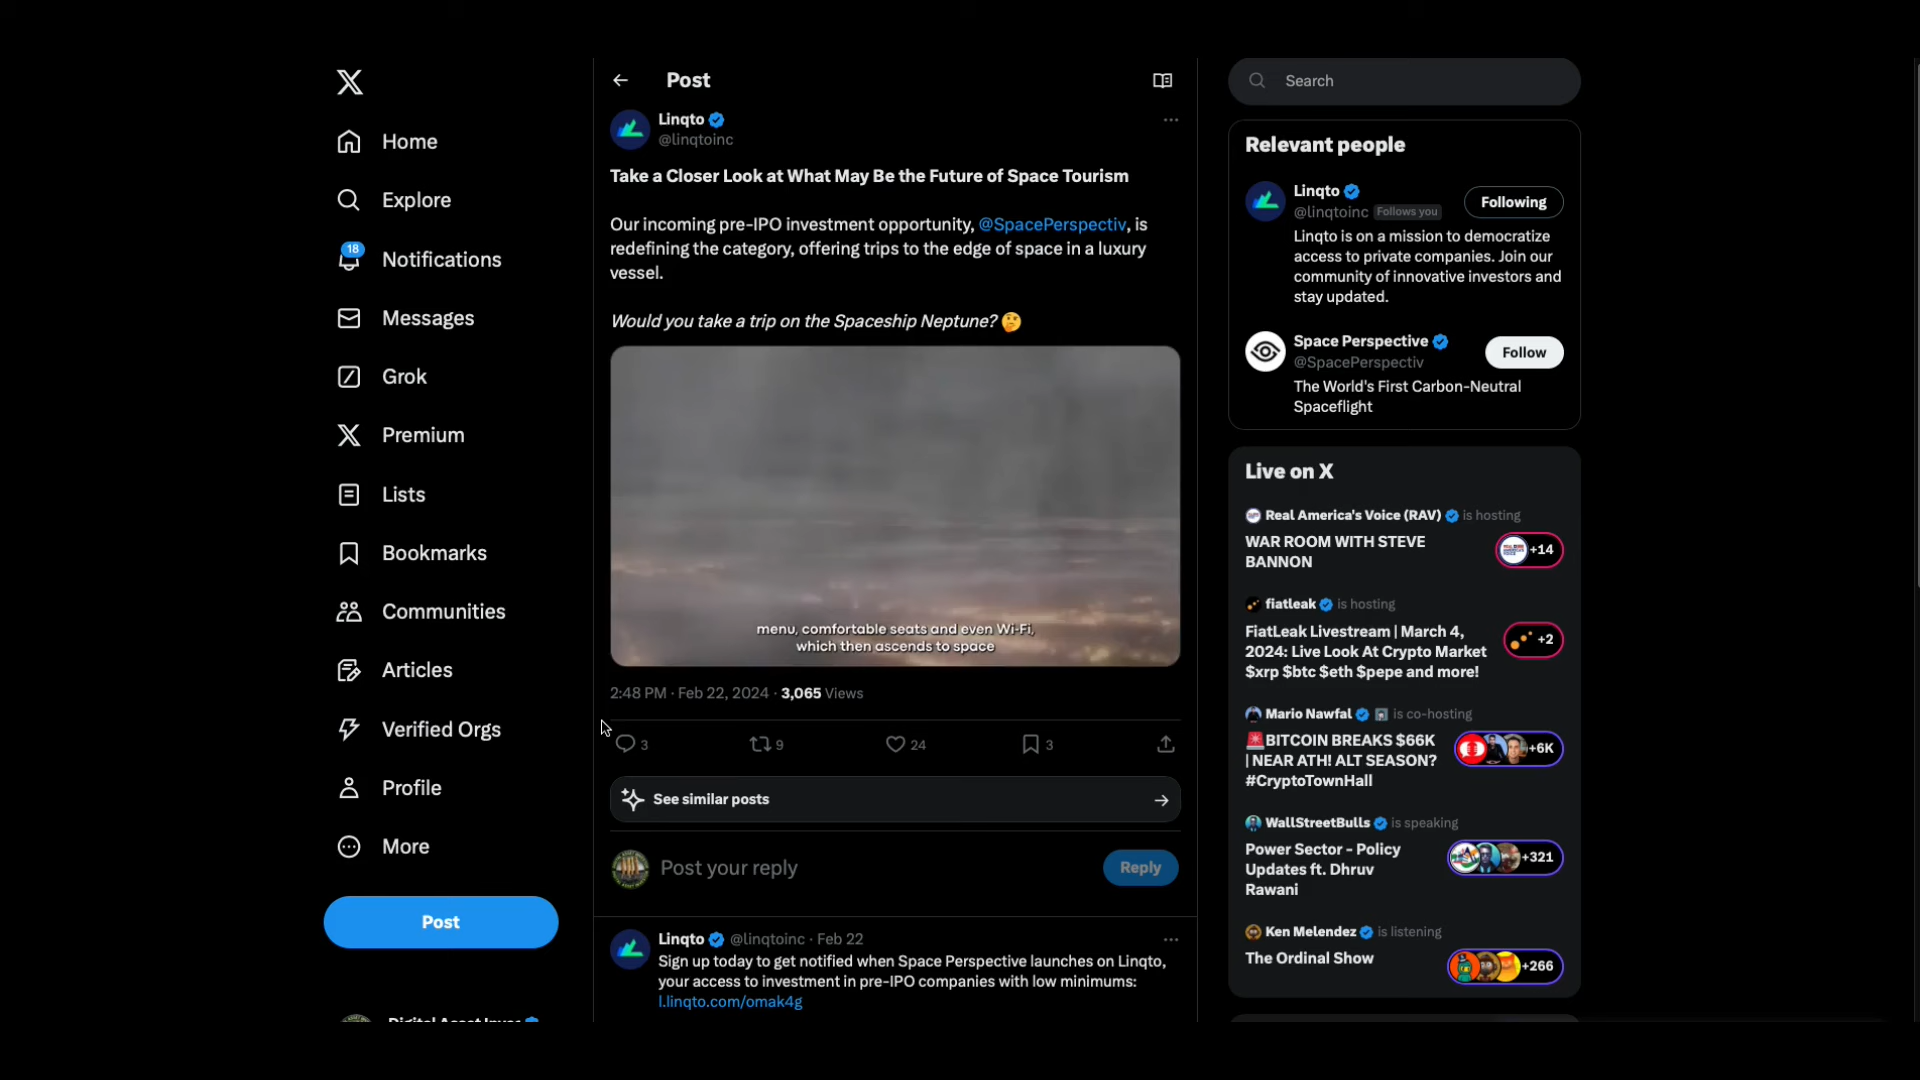 Home
Explore
18
Notifications
Messages
Grok
Premium
Lists
Bookmarks
Communities
Articles
Verified Orgs
Profile
More
Post
Post
Linqto
@linqtoinc
Take a Closer Look at What May Be the Future of Space Tourism
Our incoming pre-IPO investment opportunity, @SpacePerspectiv, is
redefining the category, offering trips to the edge of space in a luxury
vessel.
Would you take a trip on the Spaceship Neptune? 🤔
menu, comfortable seats and even Wi-Fi,
which then ascends to space
2:48 PM · Feb 22, 2024 · 3,065 Views
3 9 24 3
See similar posts
Post your reply
Reply
Linqto @linqtoinc · Feb 22
Sign up today to get notified when Space Perspective launches on Linqto,
your access to investment in pre-IPO companies with low minimums:
l.linqto.com/omak4g
Search
Relevant people
Linqto
@linqtoinc Follows you
Following
Linqto is on a mission to democratize
access to private companies. Join our
community of innovative investors and
stay updated.
Space Perspective
@SpacePerspectiv
Follow
The World's First Carbon-Neutral
Spaceflight
Live on X
Real America's Voice (RAV) is hosting
WAR ROOM WITH STEVE
BANNON
+14
fiatleak is hosting
FiatLeak Livestream | March 4,
2024: Live Look At Crypto Market
$xrp $btc $eth $pepe and more!
+2
Mario Nawfal is co-hosting
🚨BITCOIN BREAKS $66K
| NEAR ATH! ALT SEASON?
#CryptoTownHall
+6K
WallStreetBulls is speaking
Power Sector - Policy
Updates ft. Dhruv
Rawani
+321
Ken Melendez is listening
The Ordinal Show
+266